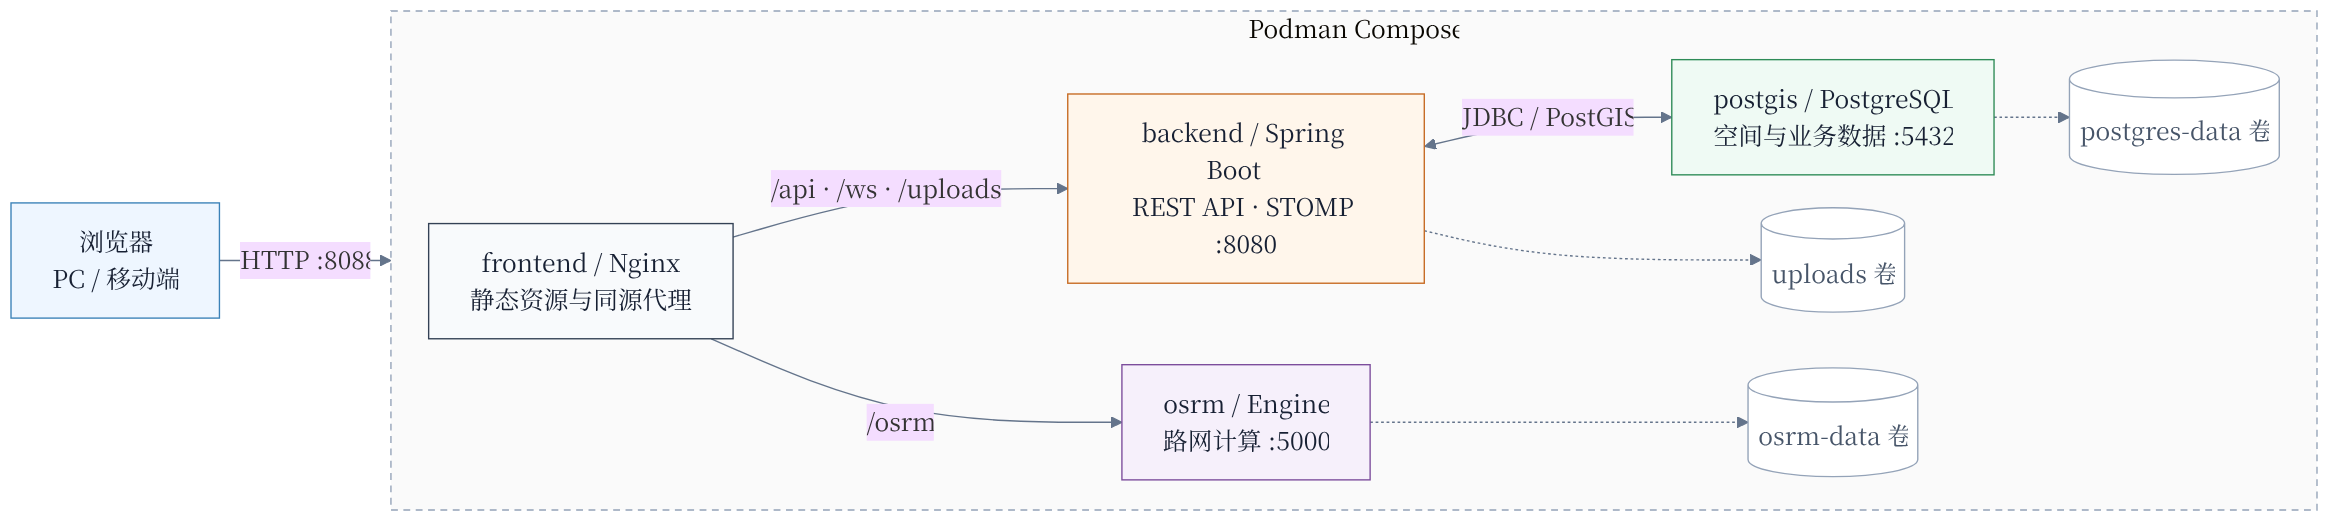 Podman Compose
浏览器
PC / 移动端
HTTP :8088
frontend / Nginx
静态资源与同源代理
/api · /ws · /uploads
/osrm
backend / Spring
Boot
REST API · STOMP
:8080
osrm / Engine
路网计算 :5000
JDBC / PostGIS
postgis / PostgreSQL
空间与业务数据 :5432
postgres-data 卷
uploads 卷
osrm-data 卷